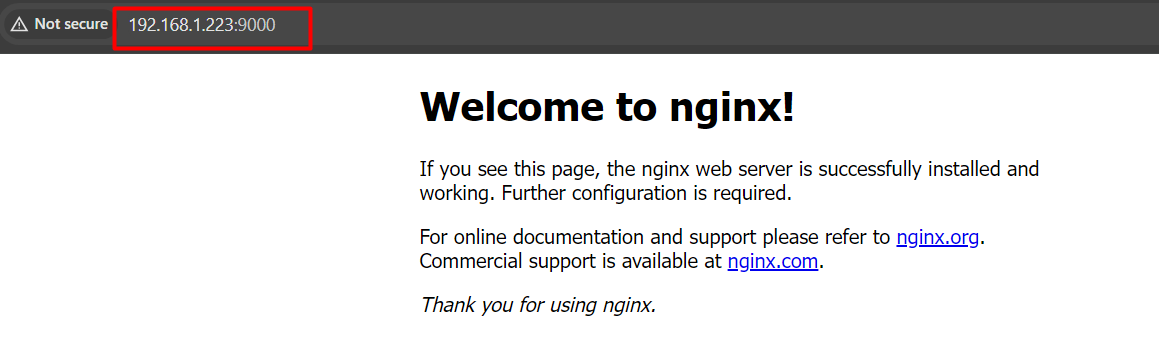 Not secure 192.168.1.223:9000
Welcome to nginx!
If you see this page, the nginx web server is successfully installed and
working. Further configuration is required.
For online documentation and support please refer to nginx.org.
Commercial support is available at nginx.com.
Thank you for using nginx.